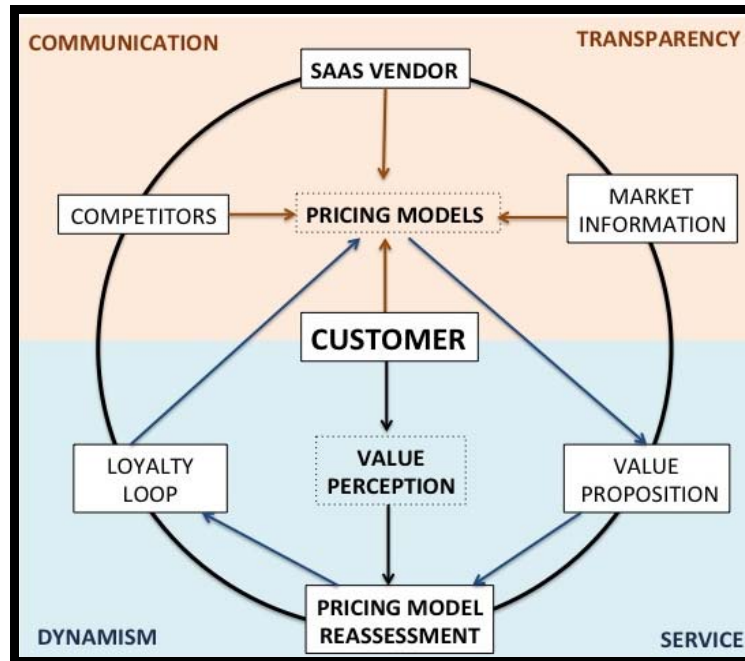 COMMUNICATION
TRANSPARENCY
SAAS VENDOR
COMPETITORS
PRICING MODELS
MARKET
INFORMATION
CUSTOMER
LOYALTY
LOOP
VALUE
PERCEPTION
VALUE
PROPOSITION
PRICING MODEL
REASSESSMENT
DYNAMISM
SERVICE